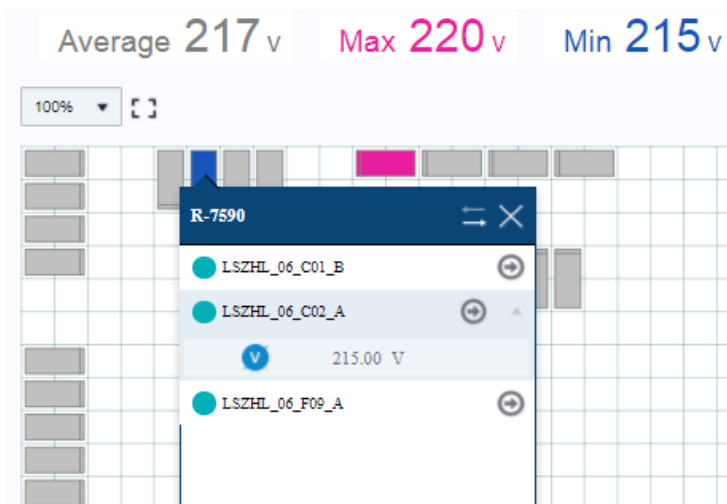 Average 217 V Max 220 V Min 215 V
100%
R-7590
LSZHL_06_C01_B
LSZHL_06_C02_A
V 215.00 V
LSZHL_06_F09_A